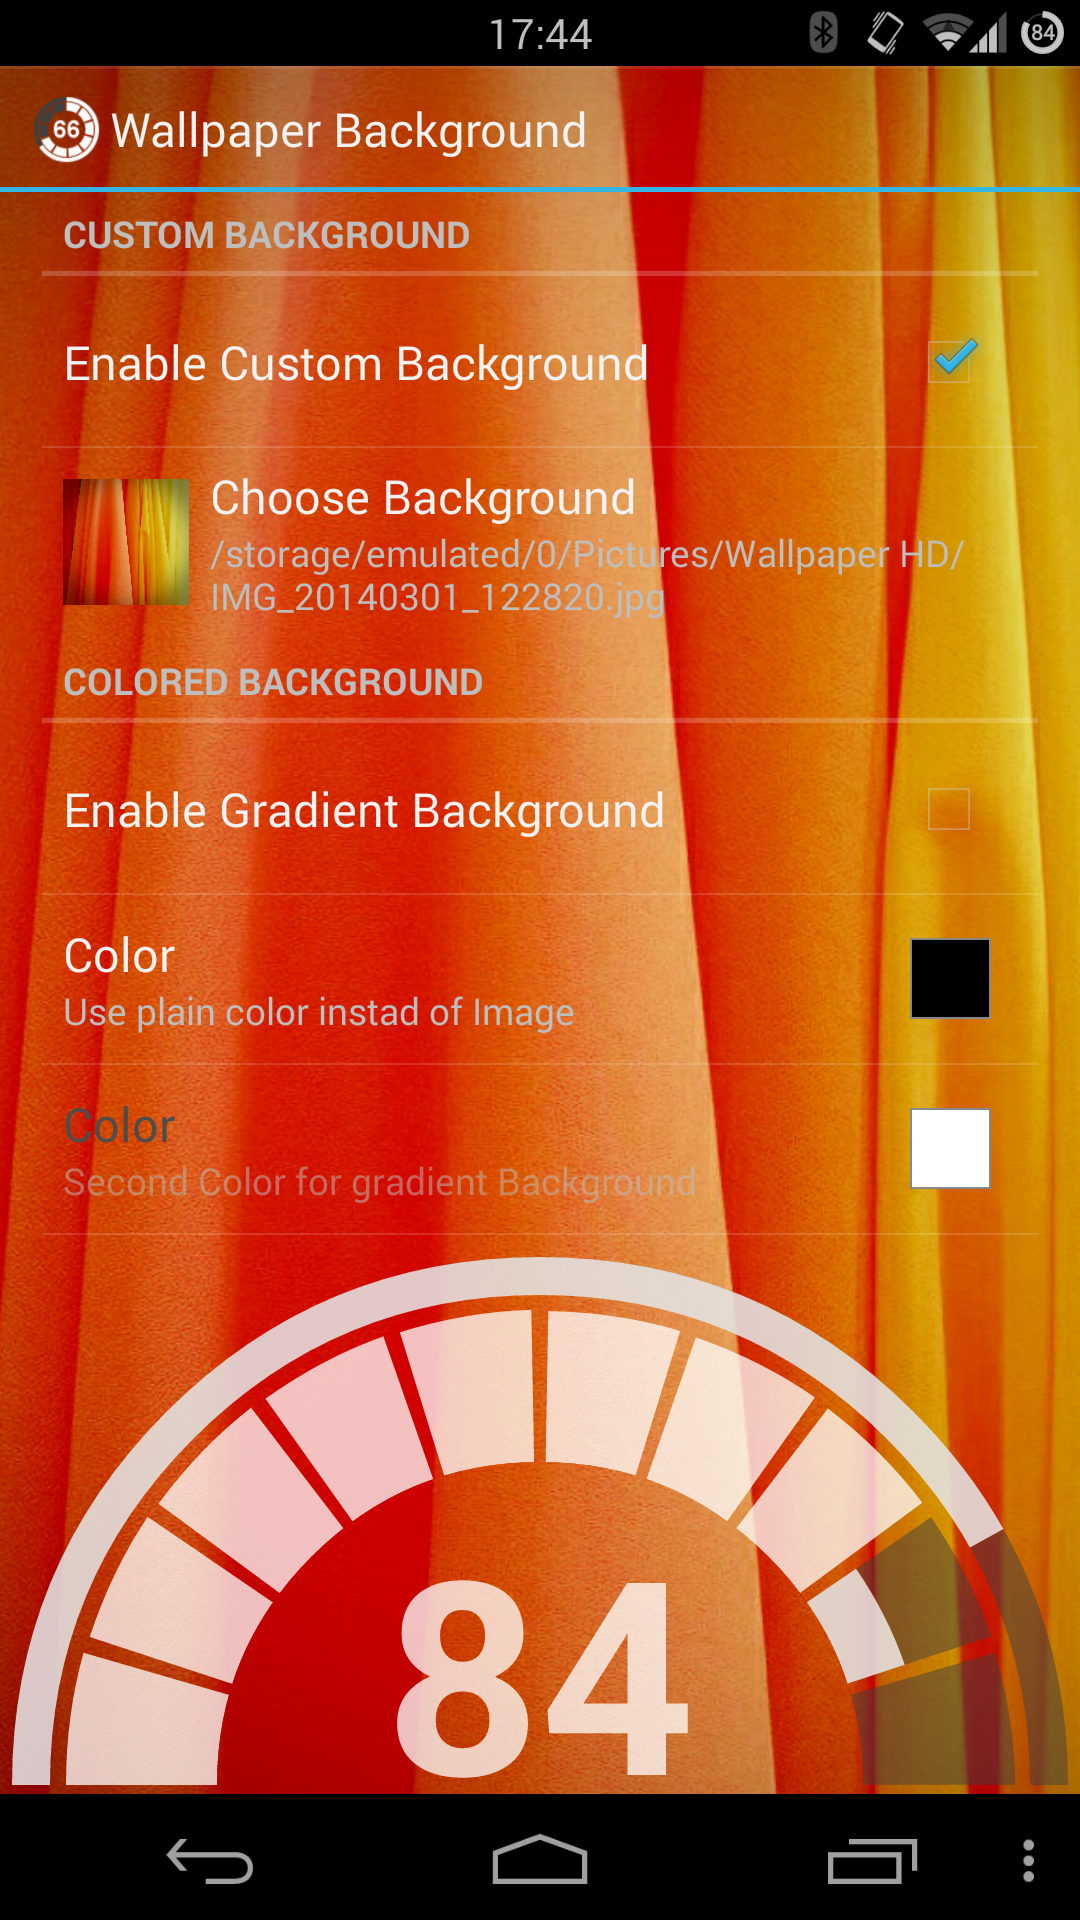 17:44
84
66
Wallpaper Background
CUSTOM BACKGROUND
Enable Custom Background
Choose Background
/storage/emulated/0/Pictures/Wallpaper HD/
IMG_20140301_122820.jpg
COLORED BACKGROUND
Enable Gradient Background
Color
Use plain color instad of Image
Color
Second Color for gradient Background
84